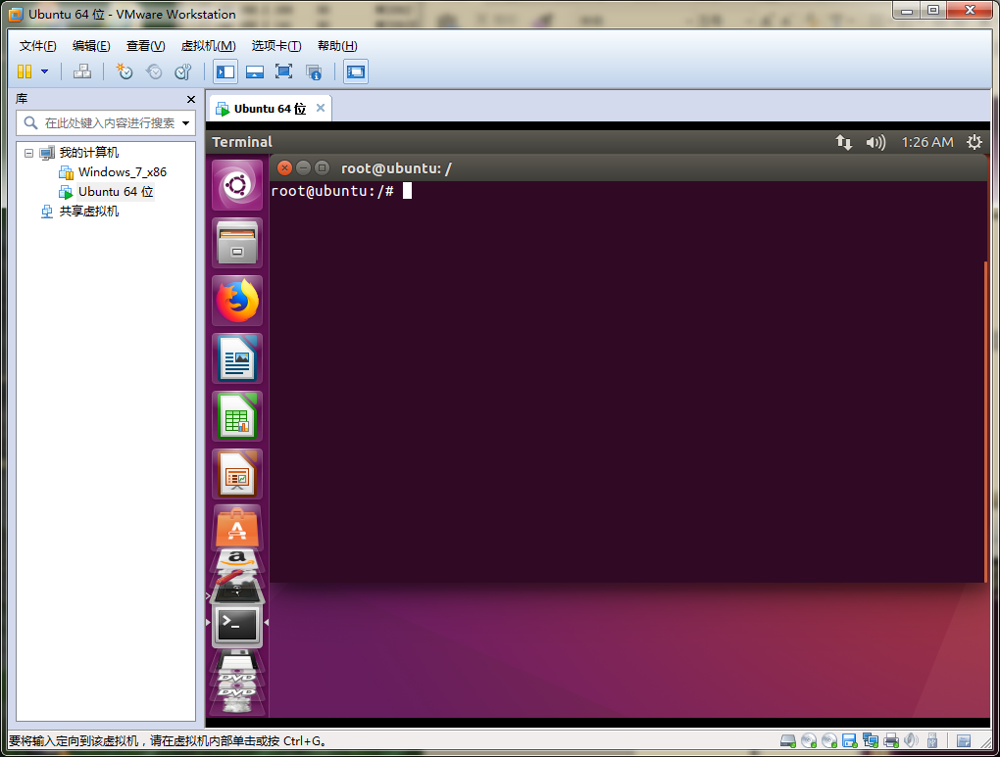 Ubuntu 64 位 - VMware Workstation
文件(F) 编辑(E) 查看(V) 虚拟机(M) 选项卡(T) 帮助(H)
库
在此处键入内容进行搜索
我的计算机
Windows_7_x86
Ubuntu 64 位
共享虚拟机
Ubuntu 64 位
Terminal 1:26 AM
root@ubuntu: /
root@ubuntu:/#
A
a
>_
DVD
DVD
要将输入定向到该虚拟机，请在虚拟机内部单击或按 Ctrl+G。